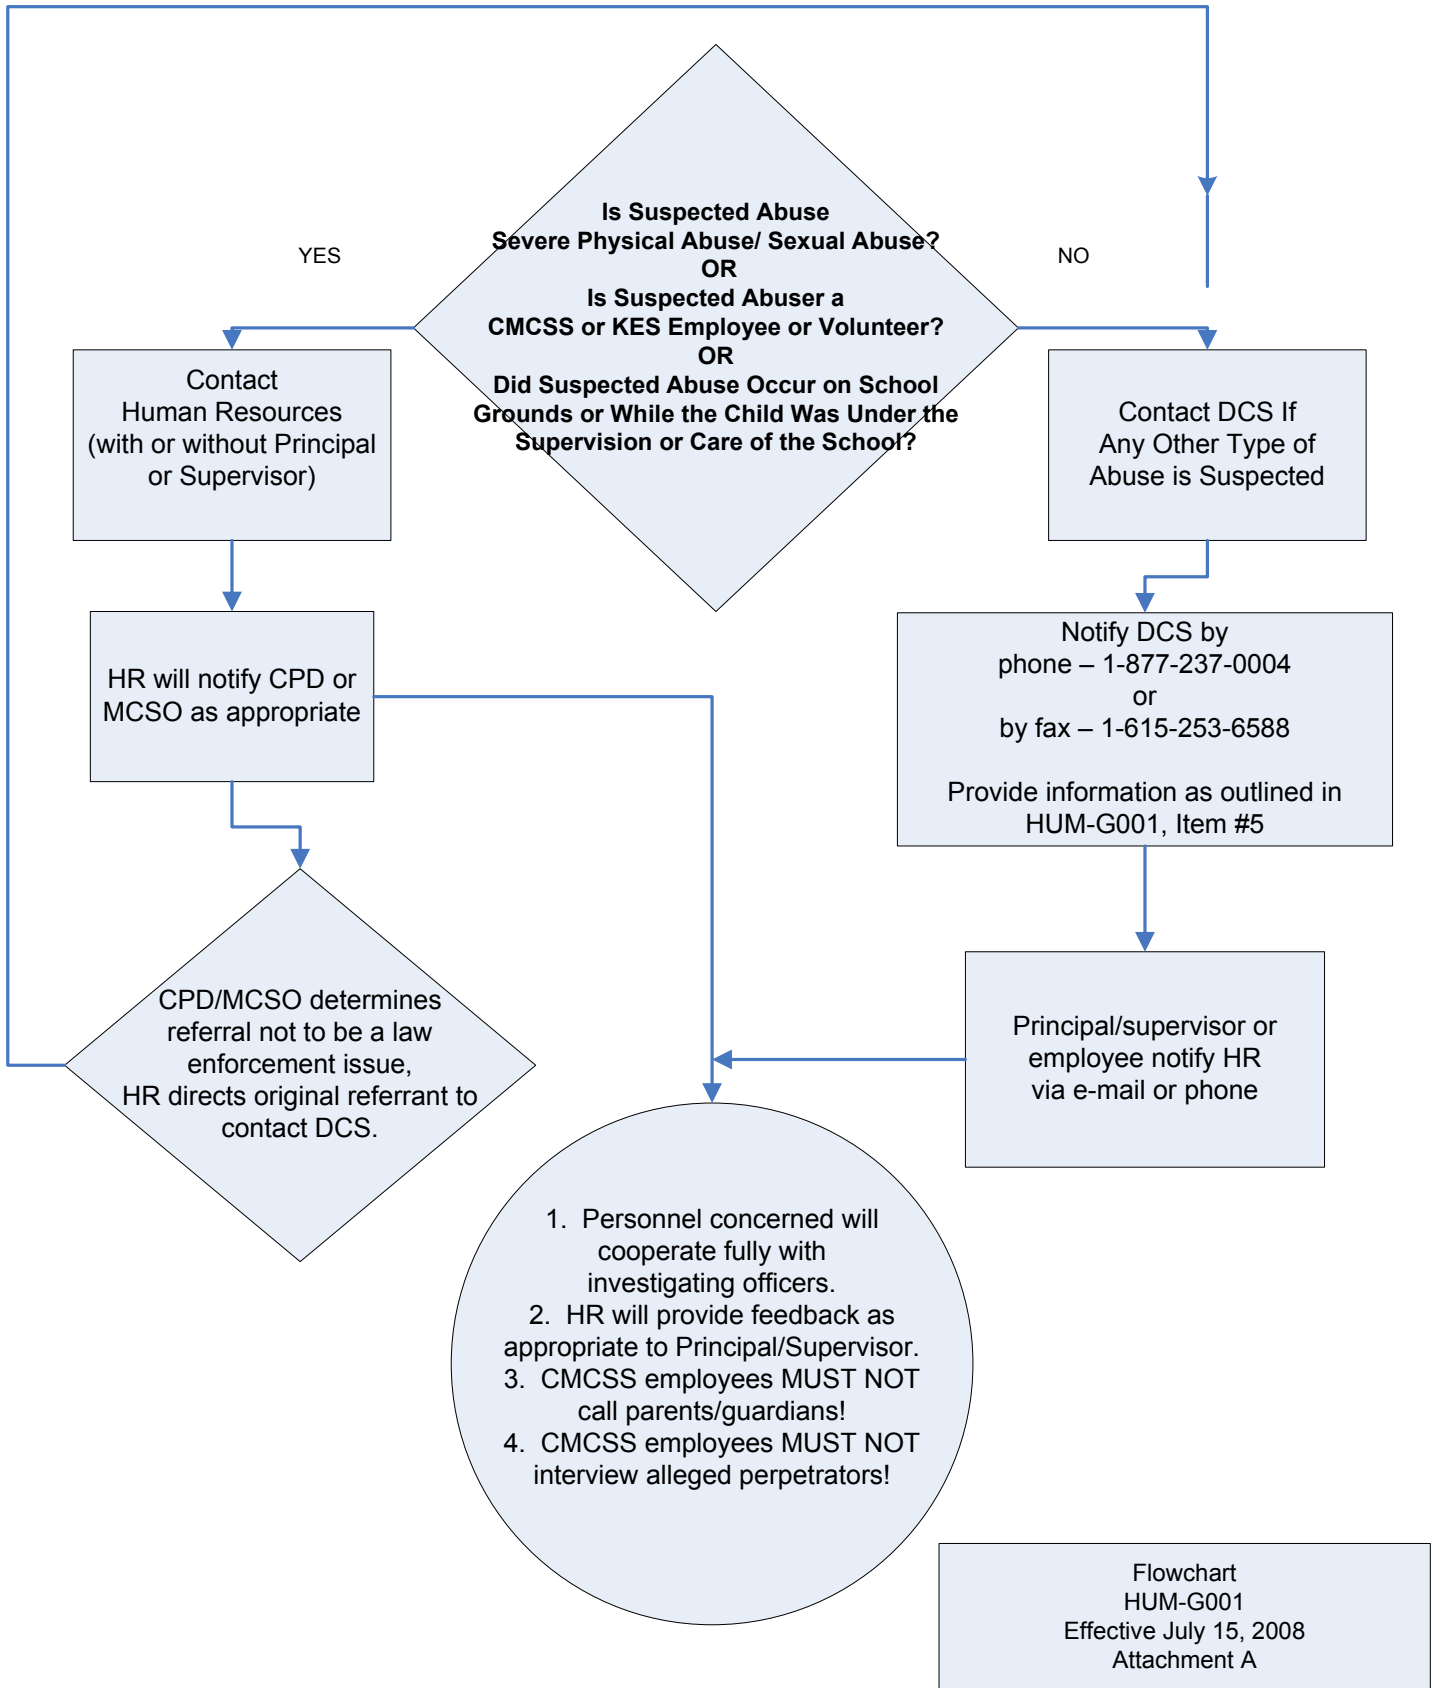 Is Suspected Abuse
Severe Physical Abuse/ Sexual Abuse?
OR
Is Suspected Abuser a
CMCSS or KES Employee or Volunteer?
OR
Did Suspected Abuse Occur on School
Grounds or While the Child Was Under the
Supervision or Care of the School?
YES
NO
Contact
Human Resources
(with or without Principal
or Supervisor)
Contact DCS If
Any Other Type of
Abuse is Suspected
HR will notify CPD or
MCSO as appropriate
Notify DCS by
phone – 1-877-237-0004
or
by fax – 1-615-253-6588
Provide information as outlined in
HUM-G001, Item #5
CPD/MCSO determines
referral not to be a law
enforcement issue,
HR directs original referrant to
contact DCS.
Principal/supervisor or
employee notify HR
via e-mail or phone
1. Personnel concerned will
cooperate fully with
investigating officers.
2. HR will provide feedback as
appropriate to Principal/Supervisor.
3. CMCSS employees MUST NOT
call parents/guardians!
4. CMCSS employees MUST NOT
interview alleged perpetrators!
Flowchart
HUM-G001
Effective July 15, 2008
Attachment A